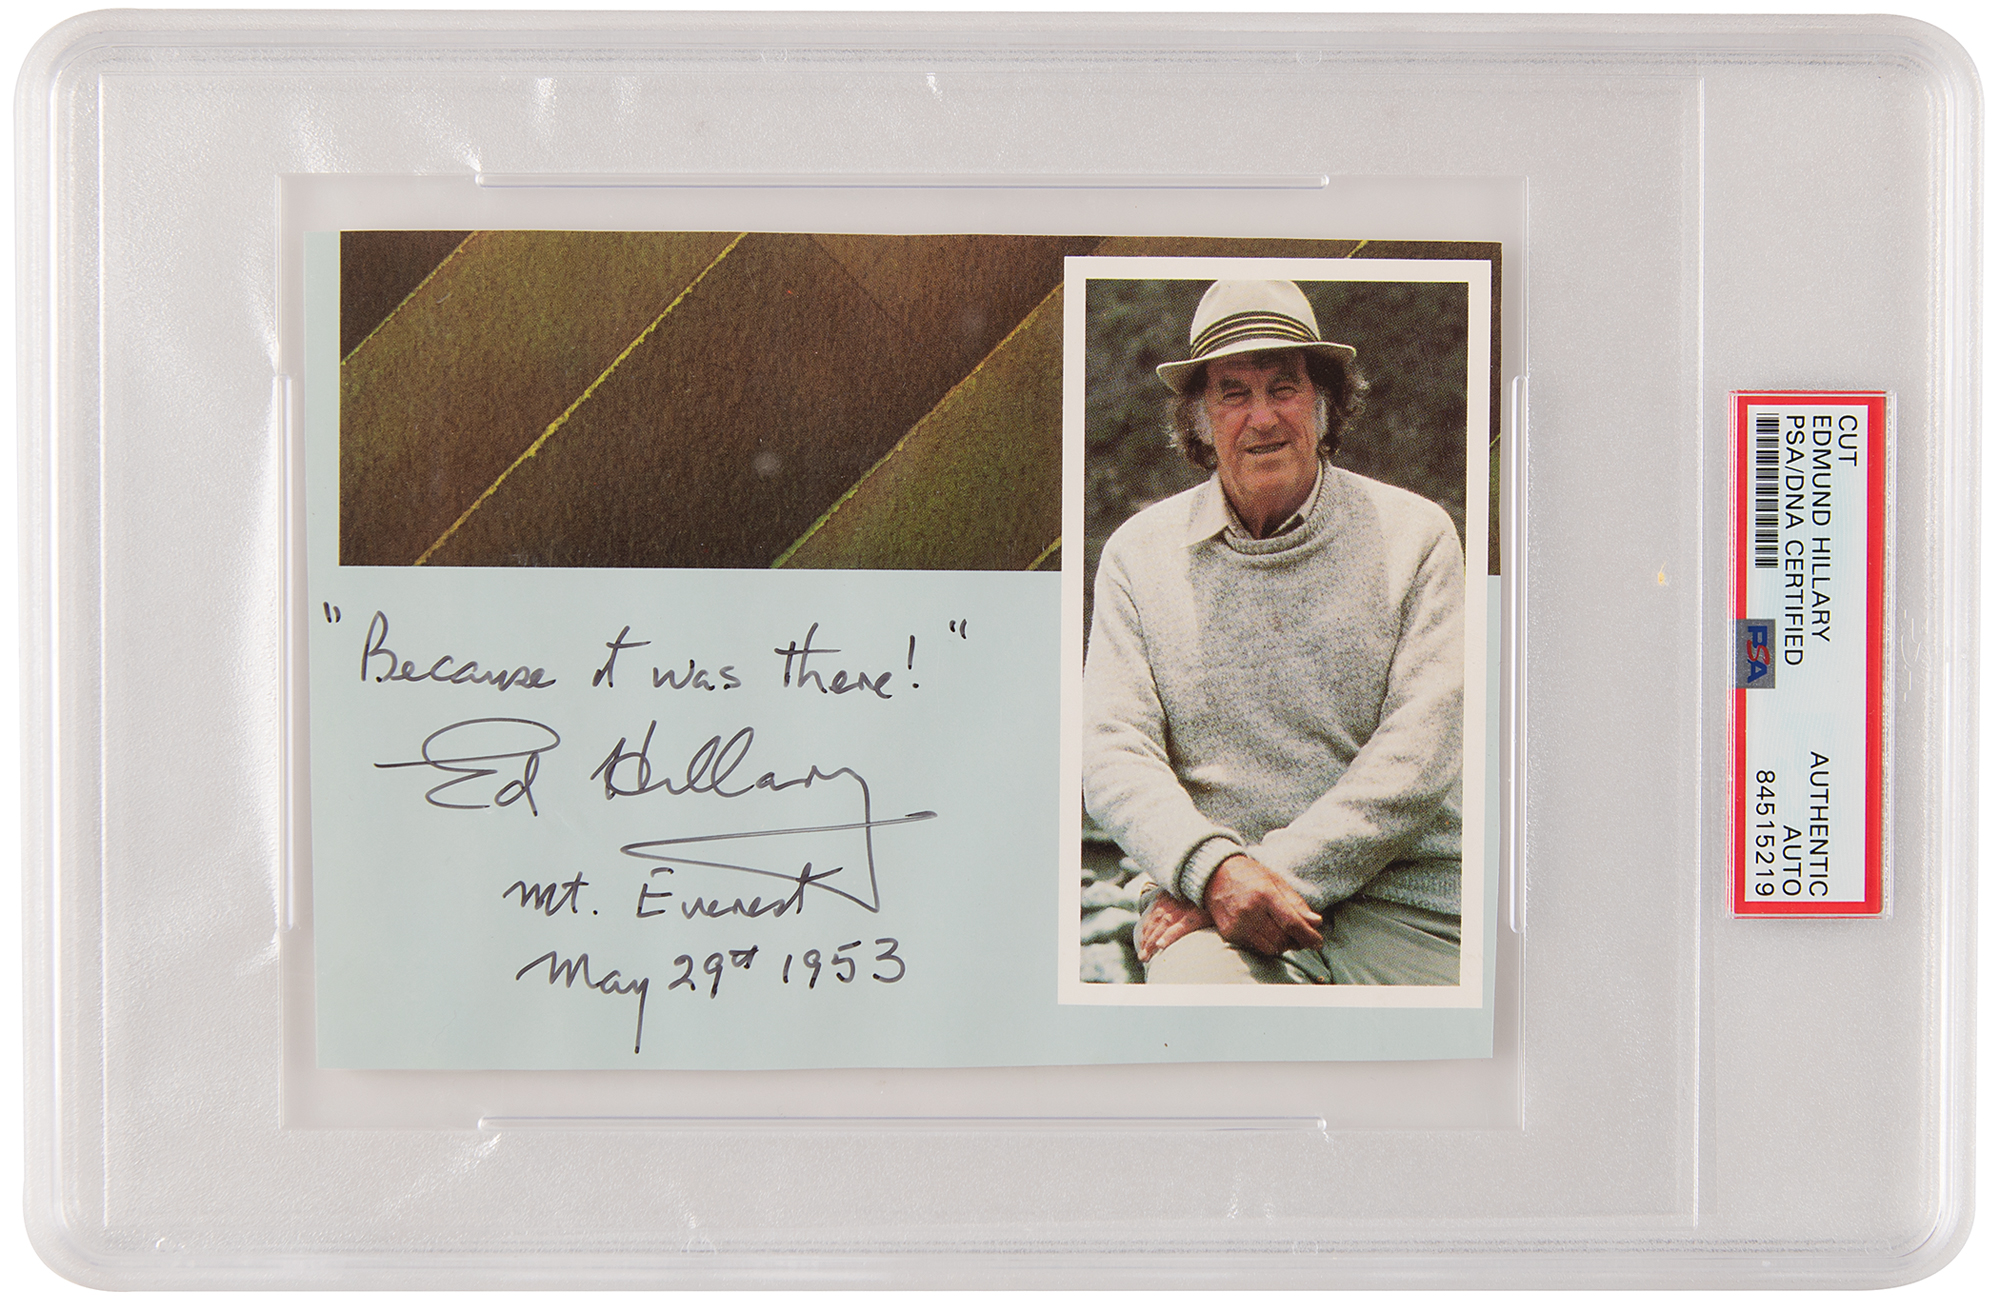 "Because it was there!"
Ed Hillary
Mt. Everest
May 29th 1953
CUT
EDMUND HILLARY
PSA/DNA CERTIFIED
AUTHENTIC
AUTO
84515219
PSA